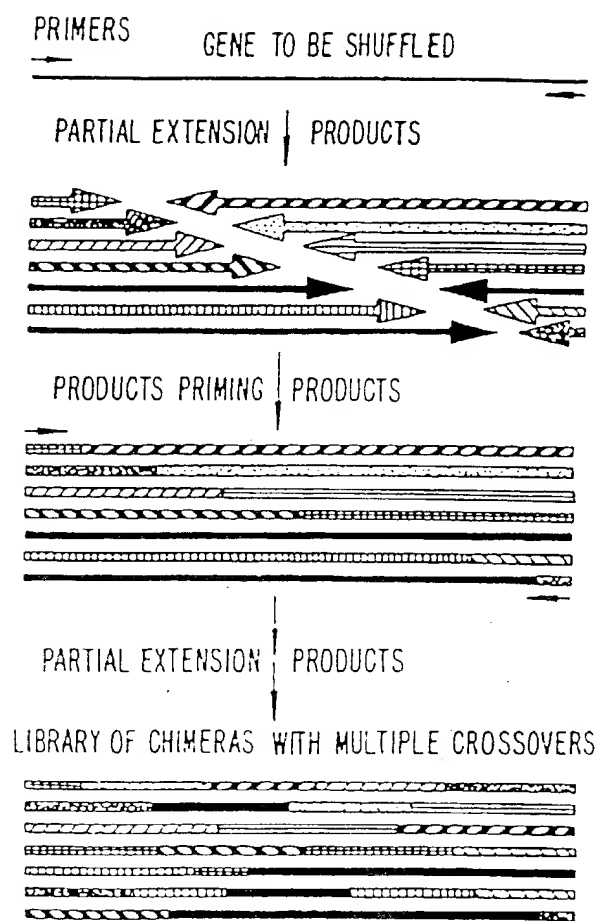 PRIMERS
GENE TO BE SHUFFLED
PARTIAL EXTENSION PRODUCTS
PRODUCTS PRIMING PRODUCTS
PARTIAL EXTENSION PRODUCTS
LIBRARY OF CHIMERAS WITH MULTIPLE CROSSOVERS